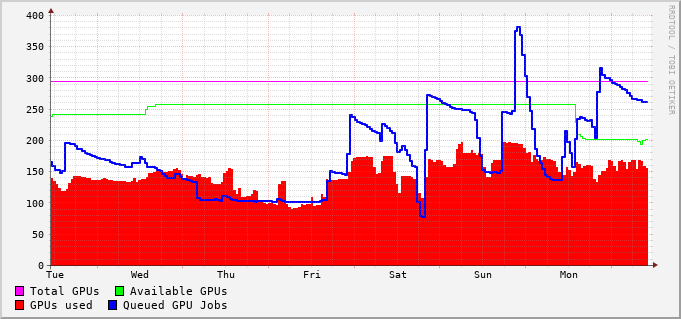 400
350
300
250
200
150
100
50
0
Tue Wed Thu Fri Sat Sun Mon
Total GPUs Available GPUs
GPUs used Queued GPU Jobs
RRDTOOL / TOBI OETIKER